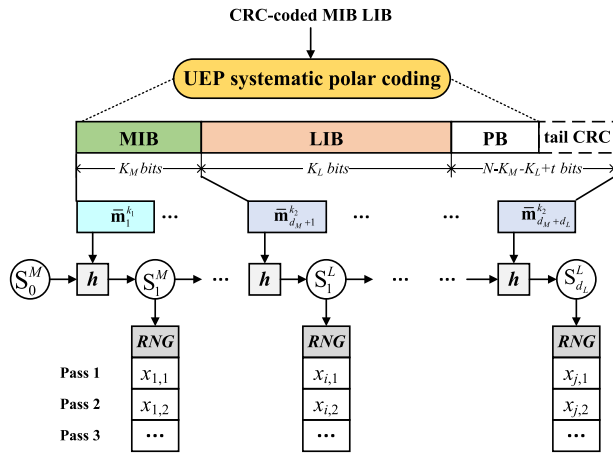 CRC-coded MIB LIB
UEP systematic polar coding
MIB LIB PB tail CRC
K_M bits K_L bits N-K_M-K_L+t bits
m̄_1^{k_1} ... m̄_{d_M+1}^{k_2} ... ... m̄_{d_M+d_L}^{k_2}
S_0^M h S_1^M ... h S_1^L ... ... h S_{d_L}^L
RNG RNG RNG
Pass 1 x_{1,1} x_{i,1} x_{j,1}
Pass 2 x_{1,2} x_{i,2} x_{j,2}
Pass 3 ... ... ...